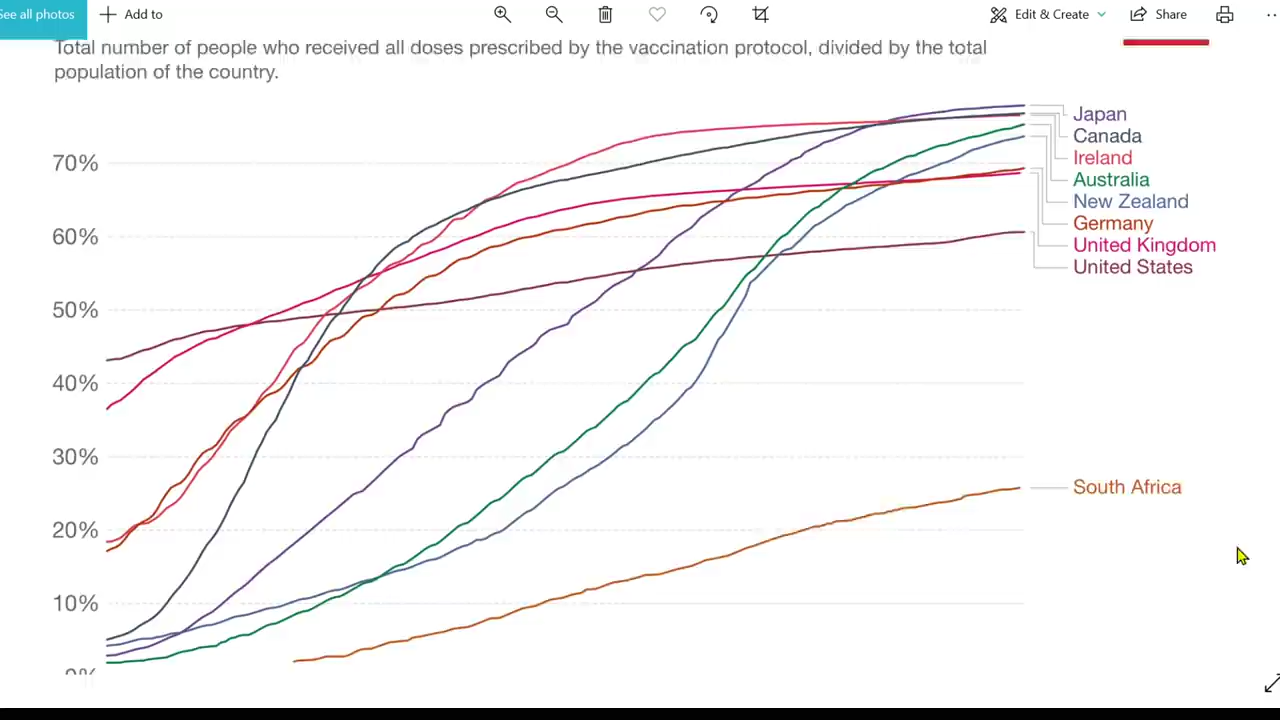 See all photos
Add to
Edit & Create
Share
Total number of people who received all doses prescribed by the vaccination protocol, divided by the total
population of the country.
Japan
Canada
Ireland
Australia
New Zealand
Germany
United Kingdom
United States
South Africa
70%
60%
50%
40%
30%
20%
10%
0%